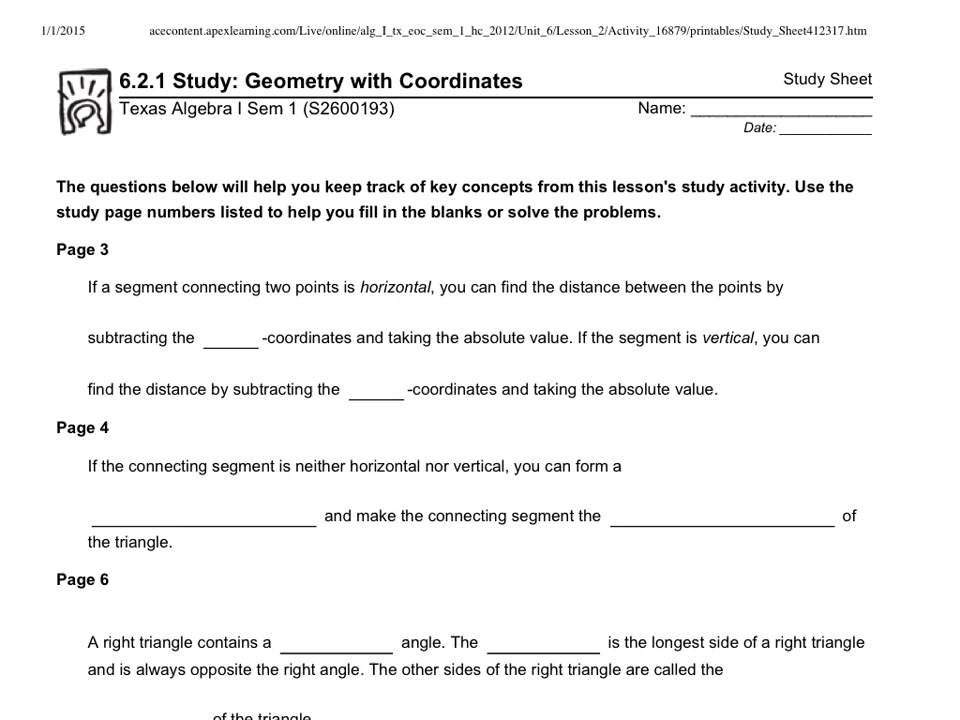 1/1/2015 acecontent.apexlearning.com/Live/online/alg_I_tx_eoc_sem_1_hc_2012/Unit_6/Lesson_2/Activity_16879/printables/Study_Sheet412317.htm
6.2.1 Study: Geometry with Coordinates Study Sheet
Texas Algebra I Sem 1 (S2600193) Name: ____________________
Date: ____________
The questions below will help you keep track of key concepts from this lesson's study activity. Use the
study page numbers listed to help you fill in the blanks or solve the problems.
Page 3
If a segment connecting two points is horizontal, you can find the distance between the points by
subtracting the ______ -coordinates and taking the absolute value. If the segment is vertical, you can
find the distance by subtracting the ______ -coordinates and taking the absolute value.
Page 4
If the connecting segment is neither horizontal nor vertical, you can form a
_________________________ and make the connecting segment the _________________________ of
the triangle.
Page 6
A right triangle contains a ____________ angle. The ____________ is the longest side of a right triangle
and is always opposite the right angle. The other sides of the right triangle are called the
of the triangle.